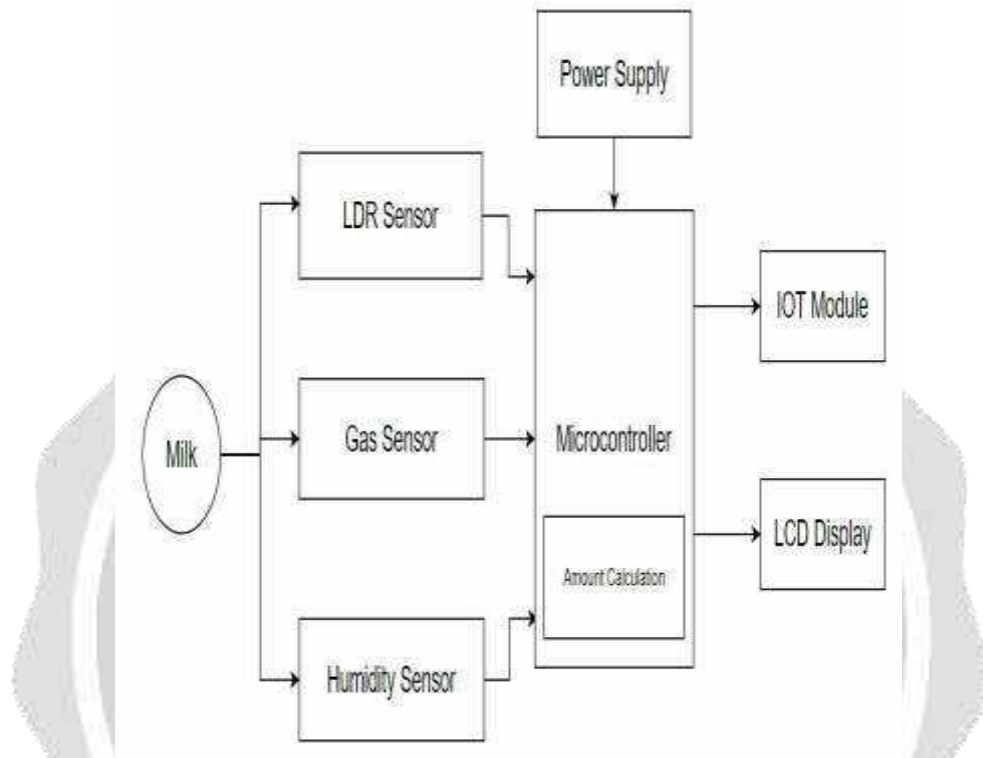 Power Supply
LDR Sensor
IOT Module
Milk
Gas Sensor
Microcontroller
LCD Display
Amount Calculation
Humidity Sensor